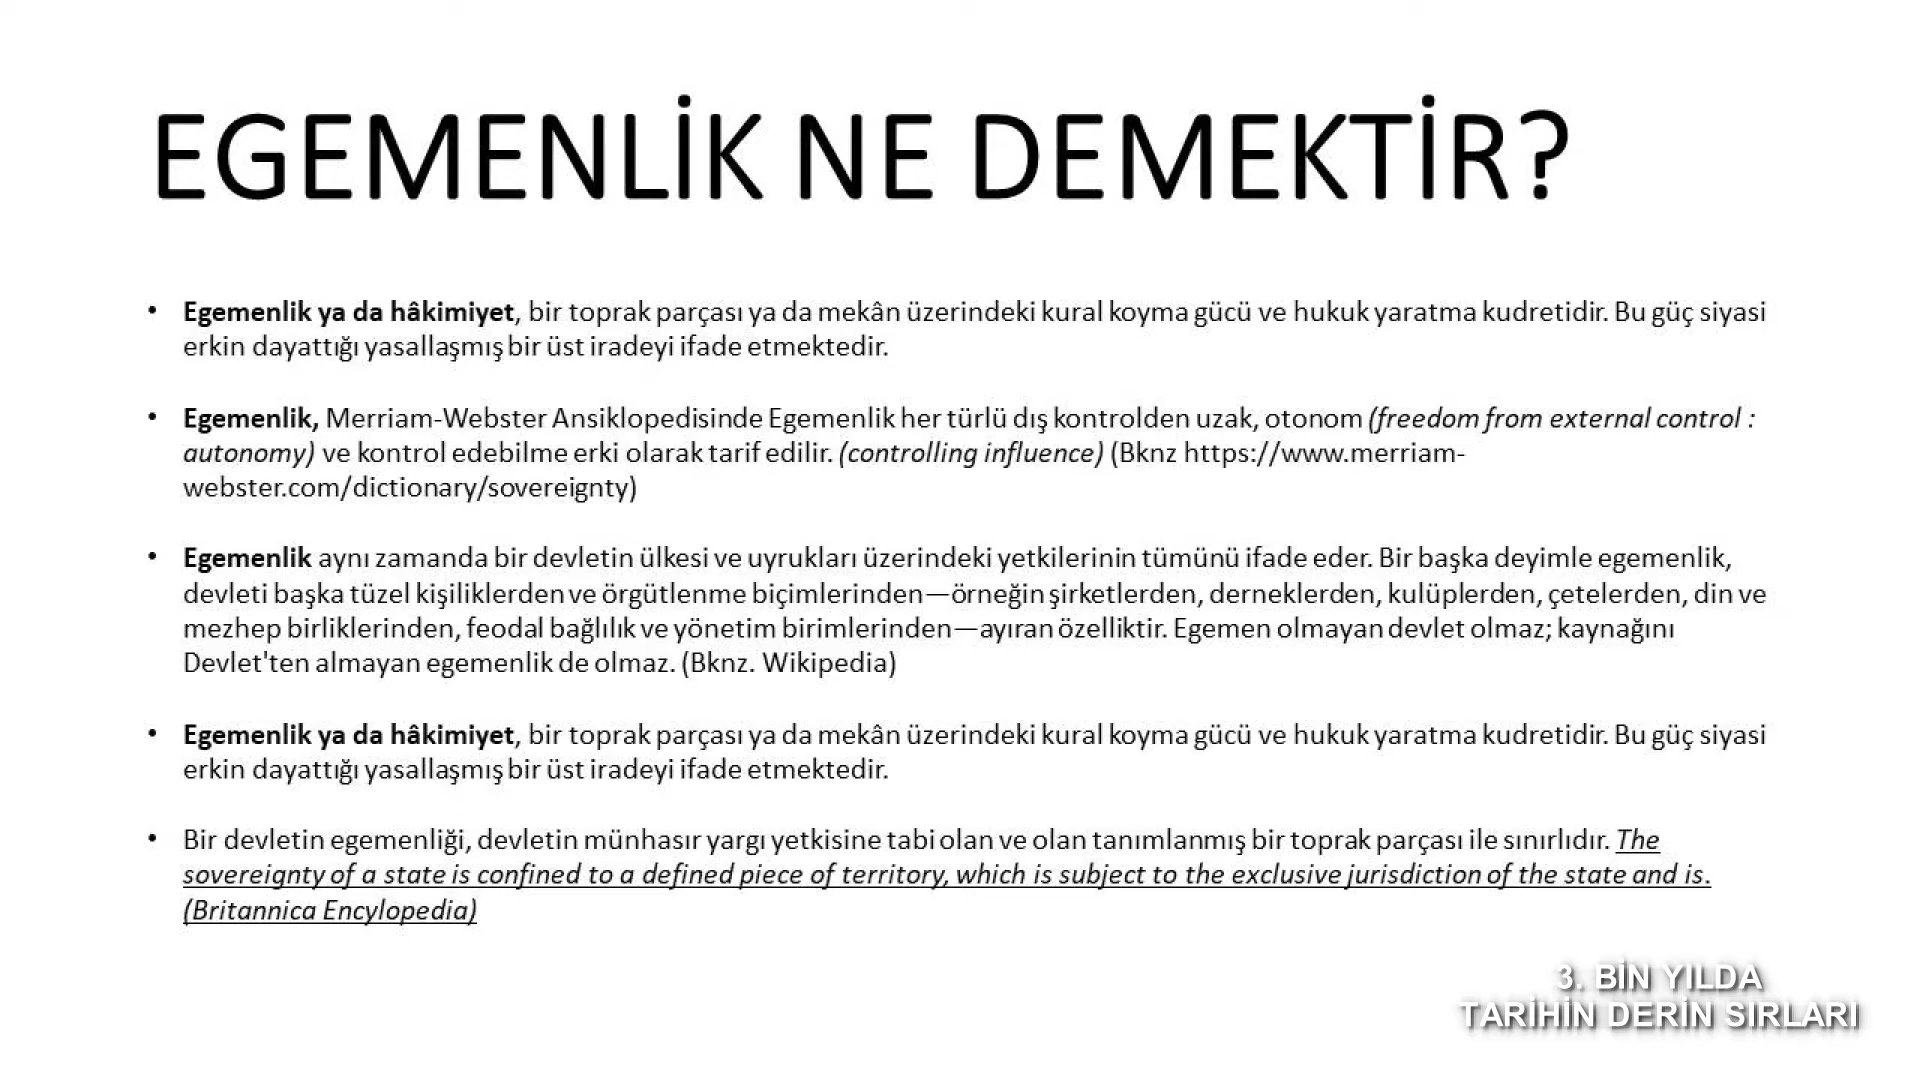 EGEMENLİK NE DEMEKTİR?
• Egemenlik ya da hâkimiyet, bir toprak parçası ya da mekân üzerindeki kural koyma gücü ve hukuk yaratma kudretidir. Bu güç siyasi
erkin dayattığı yasallaşmış bir üst iradeyi ifade etmektedir.
• Egemenlik, Merriam-Webster Ansiklopedisinde Egemenlik her türlü dış kontrolden uzak, otonom (freedom from external control :
autonomy) ve kontrol edebilme erki olarak tarif edilir. (controlling influence) (Bknz https://www.merriam-
webster.com/dictionary/sovereignty)
• Egemenlik aynı zamanda bir devletin ülkesi ve uyrukları üzerindeki yetkilerinin tümünü ifade eder. Bir başka deyimle egemenlik,
devleti başka tüzel kişiliklerden ve örgütlenme biçimlerinden—örneğin şirketlerden, derneklerden, kulüplerden, çetelerden, din ve
mezhep birliklerinden, feodal bağlılık ve yönetim birimlerinden—ayıran özelliktir. Egemen olmayan devlet olmaz; kaynağını
Devlet'ten almayan egemenlik de olmaz. (Bknz. Wikipedia)
• Egemenlik ya da hâkimiyet, bir toprak parçası ya da mekân üzerindeki kural koyma gücü ve hukuk yaratma kudretidir. Bu güç siyasi
erkin dayattığı yasallaşmış bir üst iradeyi ifade etmektedir.
• Bir devletin egemenliği, devletin münhasır yargı yetkisine tabi olan ve olan tanımlanmış bir toprak parçası ile sınırlıdır. The
sovereignty of a state is confined to a defined piece of territory, which is subject to the exclusive jurisdiction of the state and is.
(Britannica Encylopedia)
3. BİN YILDA
TARİHİN DERİN SIRLARI